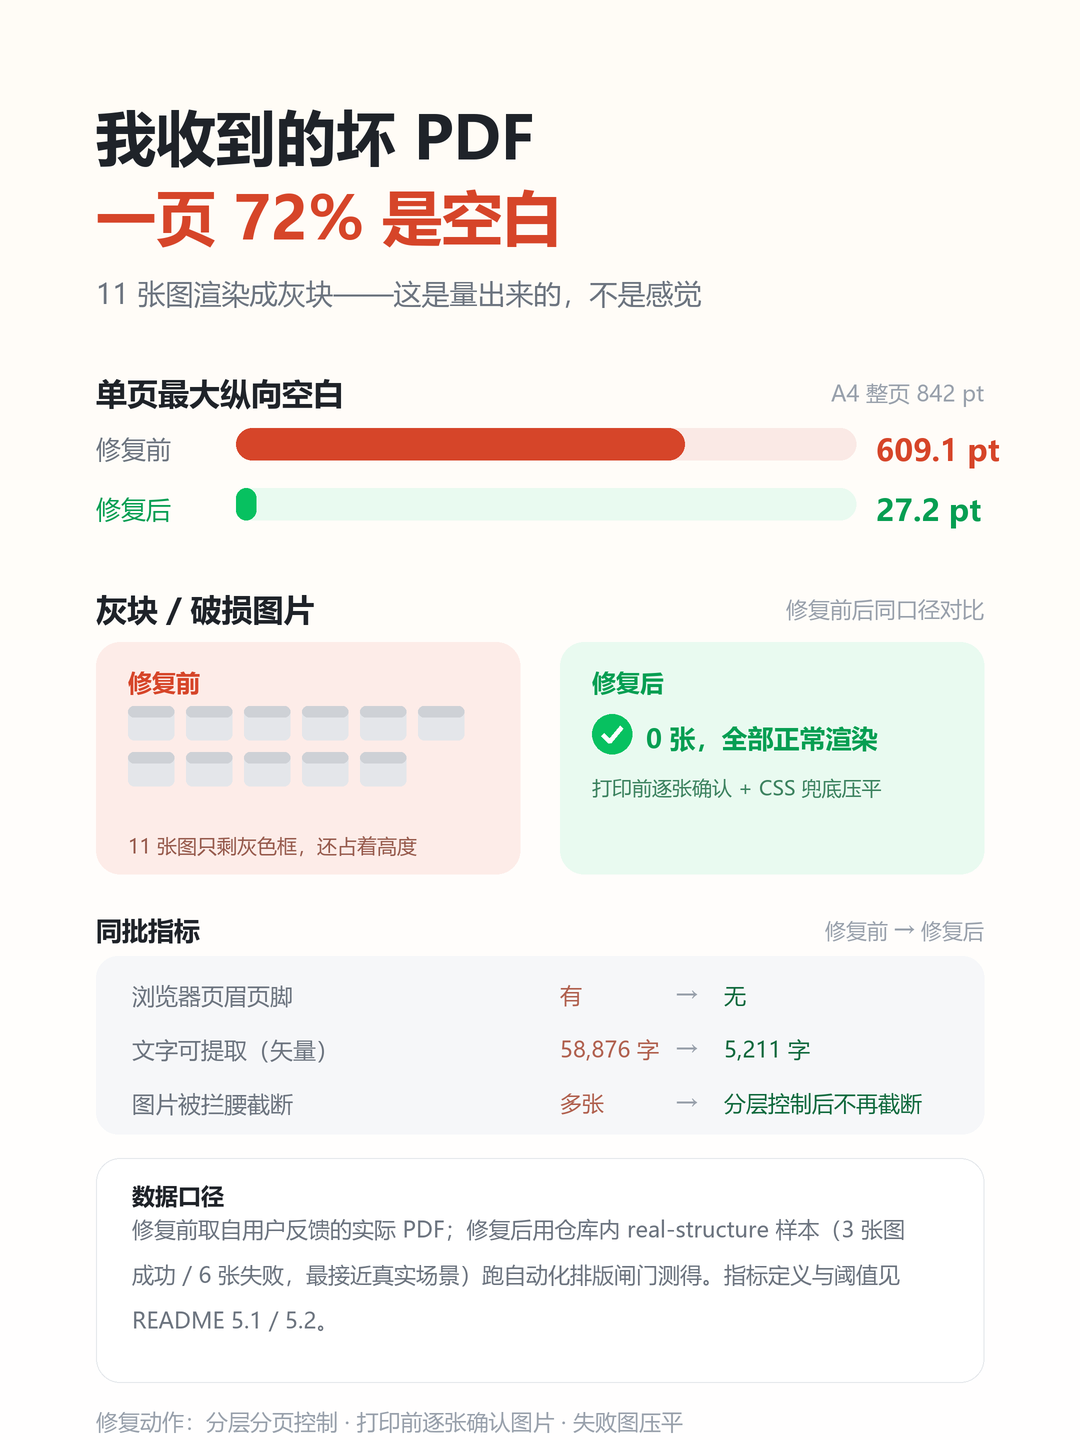 我收到的坏 PDF
一页 72% 是空白
11 张图渲染成灰块——这是量出来的，不是感觉
单页最大纵向空白
A4 整页 842 pt
修复前
609.1 pt
修复后
27.2 pt
灰块 / 破损图片
修复前后同口径对比
修复前
11 张图只剩灰色框，还占着高度
修复后
0 张，全部正常渲染
打印前逐张确认 + CSS 兜底压平
同批指标
修复前 → 修复后
浏览器页眉页脚 有 → 无
文字可提取（矢量） 58,876 字 → 5,211 字
图片被拦腰截断 多张 → 分层控制后不再截断
数据口径
修复前取自用户反馈的实际 PDF；修复后用仓库内 real-structure 样本（3 张图
成功 / 6 张失败，最接近真实场景）跑自动化排版闸门测得。指标定义与阈值见
README 5.1 / 5.2。
修复动作：分层分页控制 · 打印前逐张确认图片 · 失败图压平